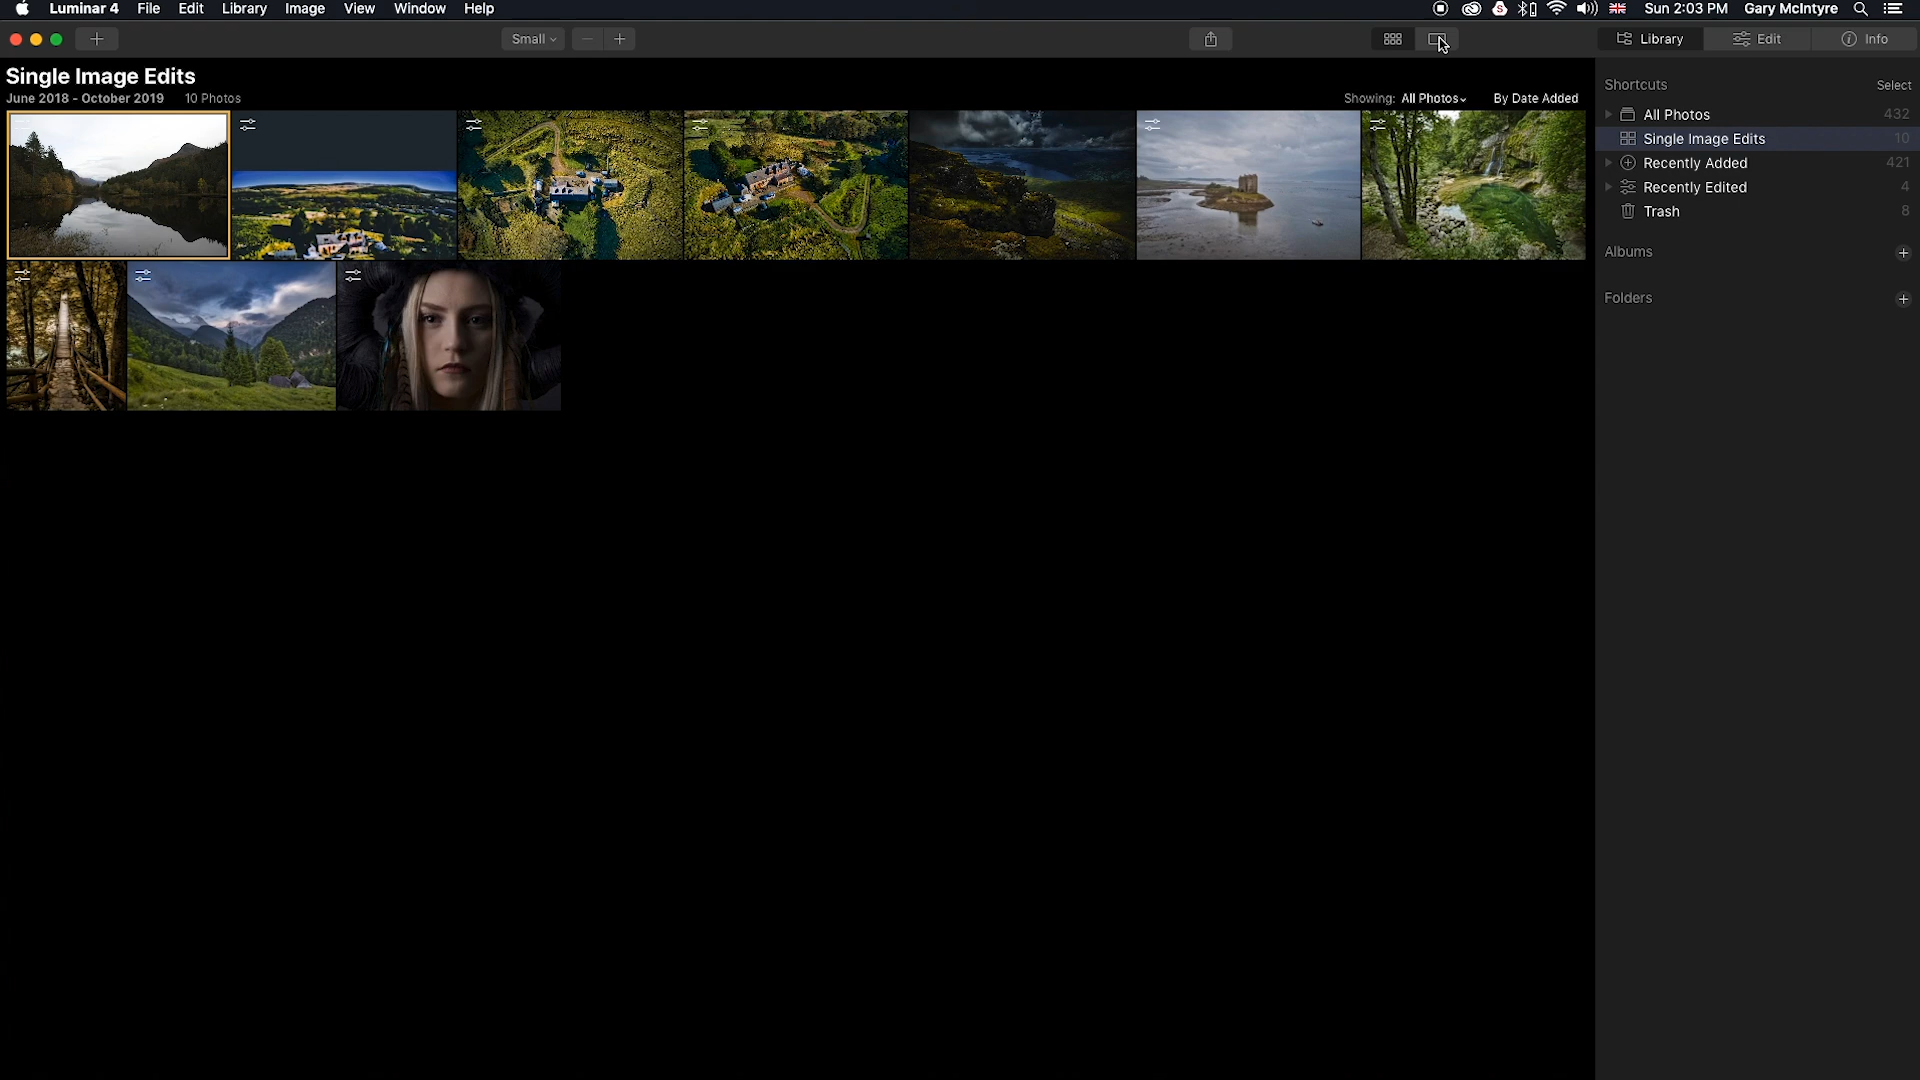 Luminar 4 File Edit Library Image View Window Help Sun 2:03 PM Gary McIntyre
Small Library Edit Info
Single Image Edits
June 2018 - October 2019 10 Photos
Showing: All Photos By Date Added
Shortcuts Select
All Photos 432
Single Image Edits 10
Recently Added 421
Recently Edited 4
Trash 8
Albums
Folders